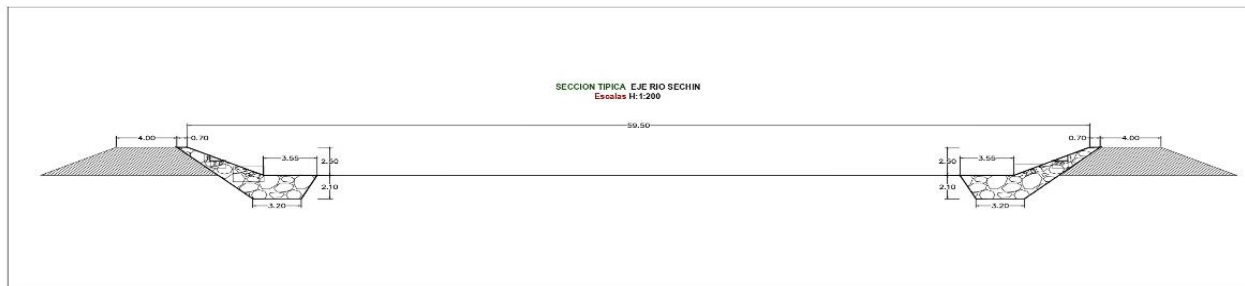 SECCION TIPICA EJE RIO SECHIN
Escalas H:1:200
59.50
4.00 0.70 0.70 4.00
3.55 2.50 2.50 3.55
2.10 2.10
3.20 3.20